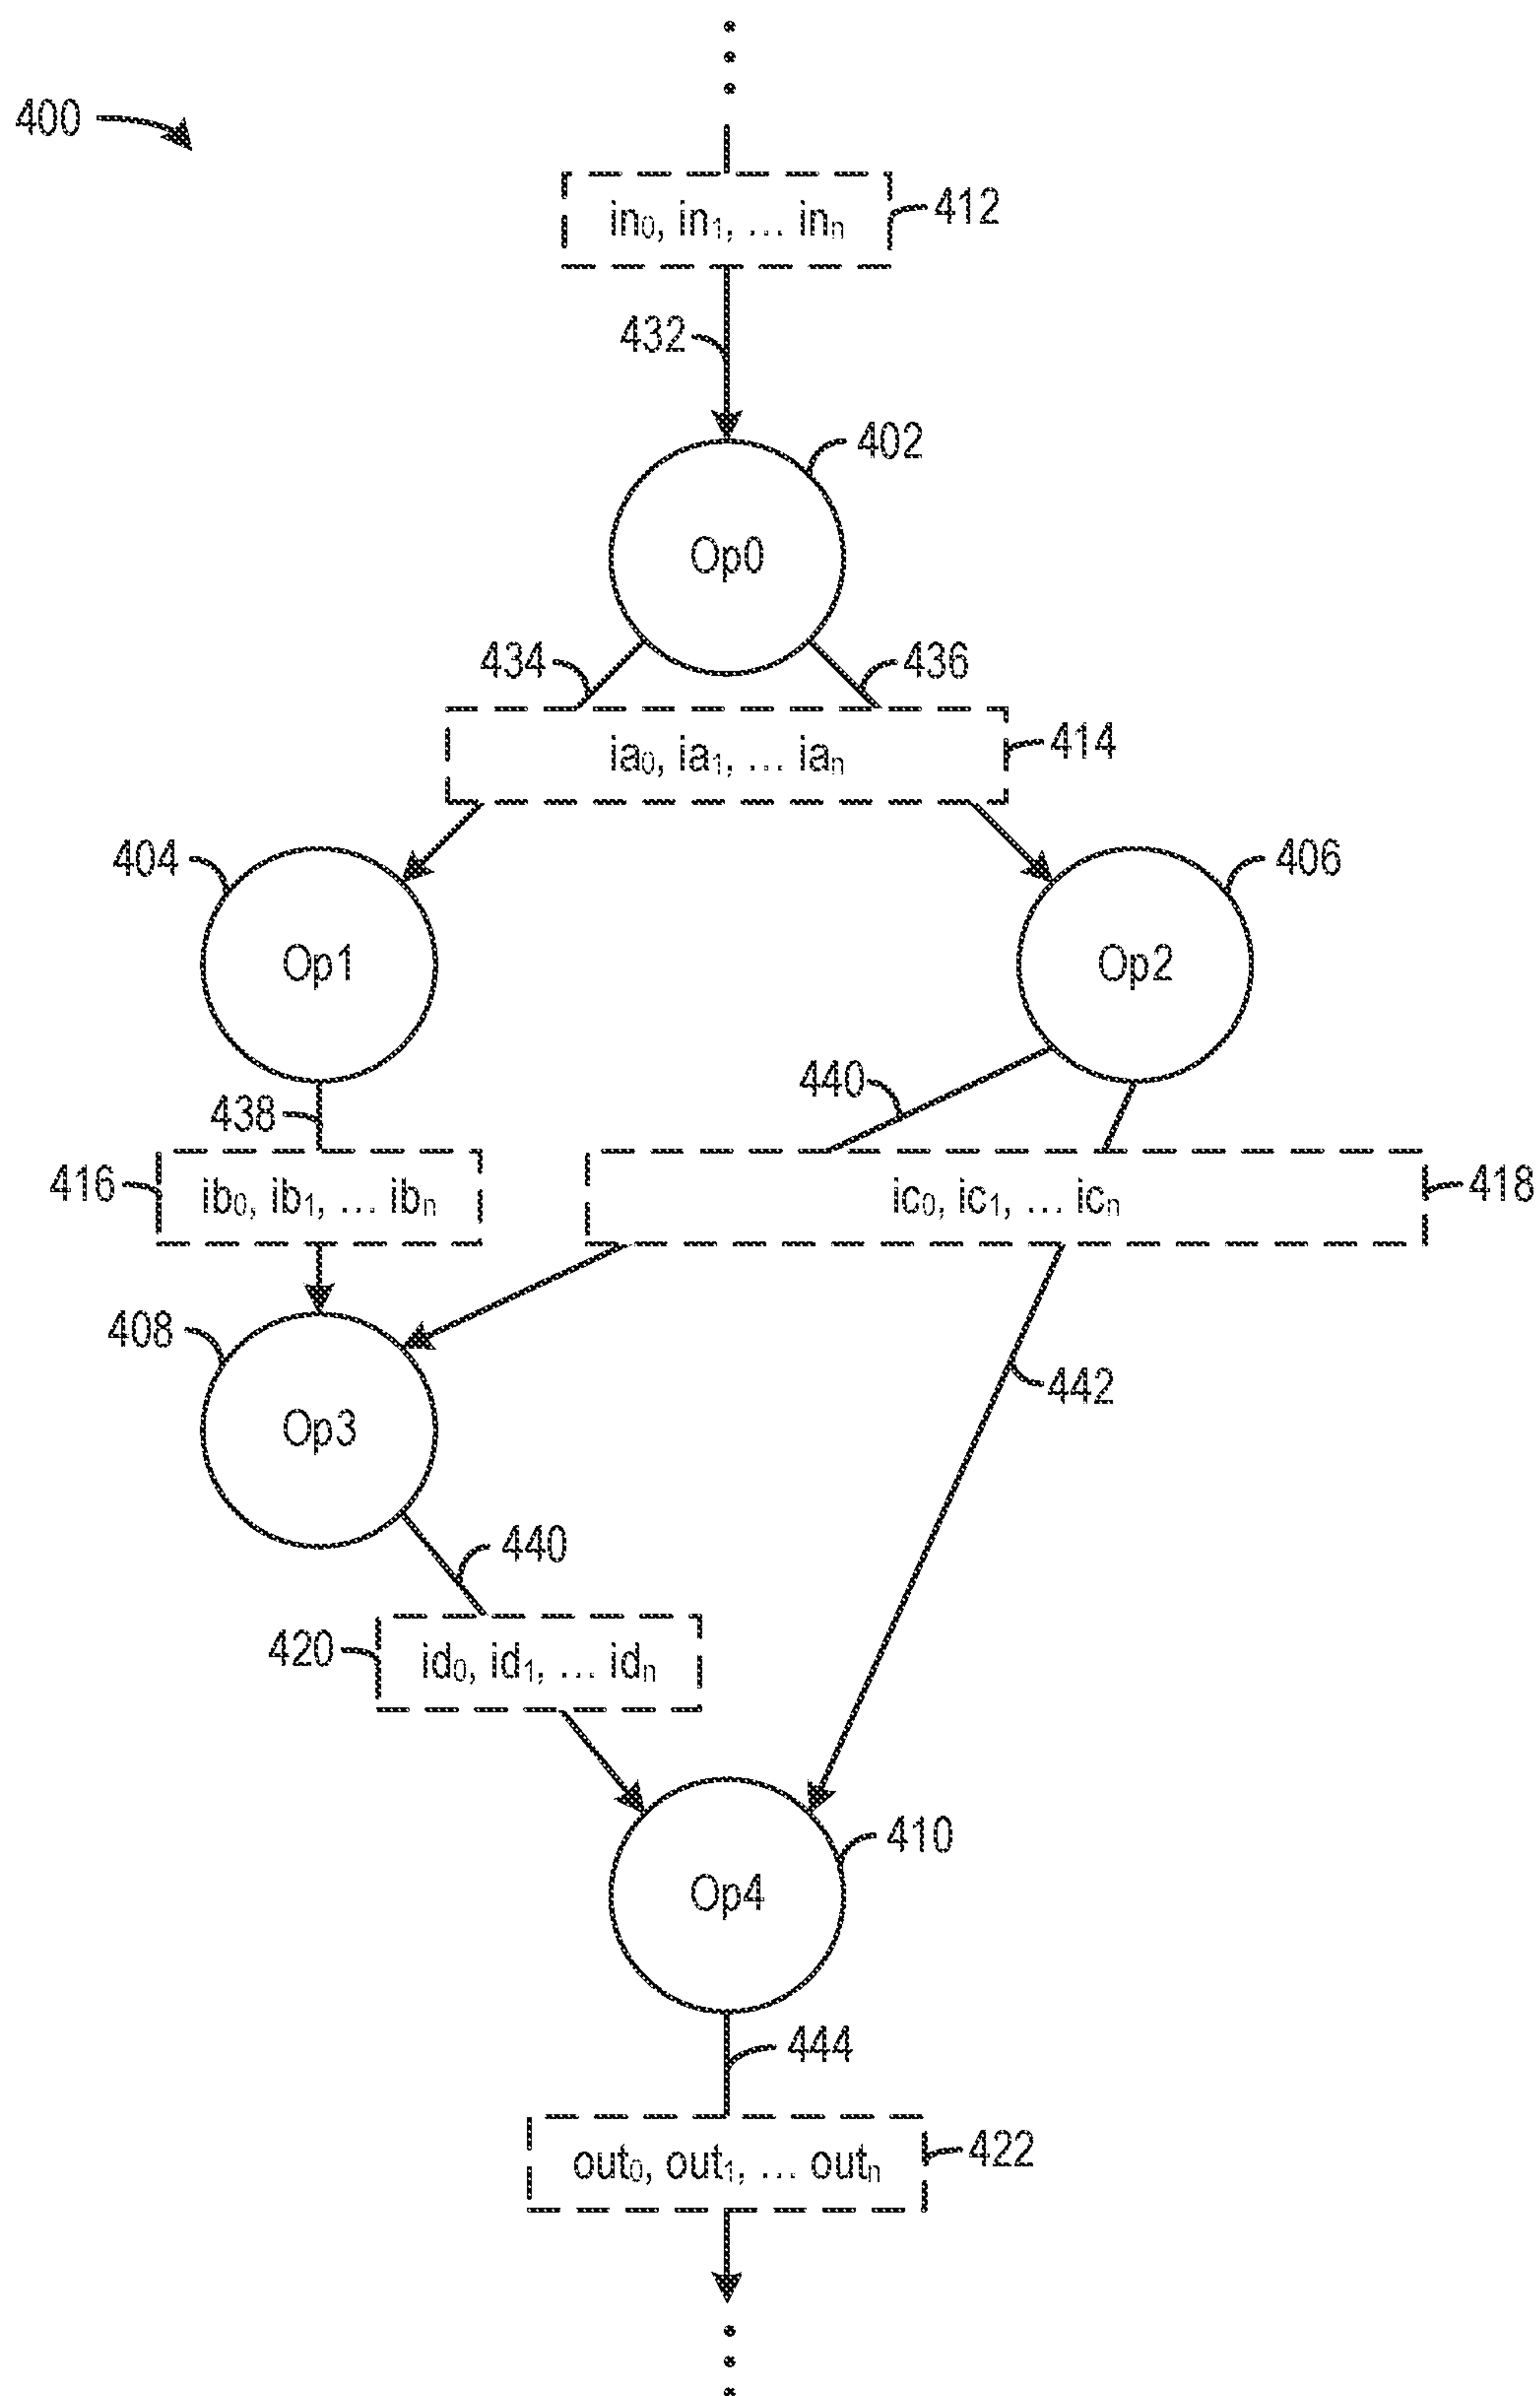 400
in₀, in₁, ... inₙ
412
432
402
Op0
434
436
ia₀, ia₁, ... iaₙ
414
404
406
Op1
Op2
440
438
416
ib₀, ib₁, ... ibₙ
ic₀, ic₁, ... icₙ
418
408
442
Op3
440
420
id₀, id₁, ... idₙ
410
Op4
444
out₀, out₁, ... outₙ
422